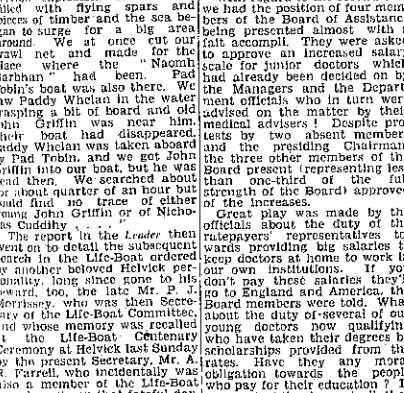 filled with flying spars and
pieces of timber and the sea be-
gan to surge for a big area
around. We at once cut our
trawl net and made for the
place where the "Naomh
Garbhan" had been. Pad
Tobin's boat was also there. We
saw Paddy Whelan in the water
grasping a bit of board and old
John Griffin was near him.
Their boat had disappeared.
Paddy Whelan was taken aboard
by Pad Tobin, and we got John
Griffin into our boat, but he was
dead then. We searched about
for about quarter of an hour but
could find no trace of either
young John Griffin or of Nicho-
las Cuddihy . . . "
The report in the Leader then
went on to detail the subsequent
search in the Life-Boat ordered
by another beloved Helvick per-
sonality, long since gone to his
reward, too, the late Mr. P. J.
Morrissey, who was then Secre-
tary of the Life-Boat Committee,
and whose memory was recalled
at the Life-Boat Centenary
Ceremony at Helvick last Sunday
by the present Secretary, Mr. A.
R. Farrell, who incidentally was
also a member of the Life-Boat
we had the position of four mem
bers of the Board of Assistance
being presented almost with a
fait accompli. They were asked
to approve an increased salary
scale for junior doctors which
had already been decided on by
the Managers and the Depart-
ment officials who in turn were
advised on the matter by their
medical advisers! Despite pro-
tests by two absent members
and the presiding Chairman,
the three other members of the
Board present (representing less
than one-third of the full
strength of the Board) approved
of the increases.
Great play was made by the
officials about the duty of the
ratepayers' representatives to-
wards providing big salaries to
keep doctors at home to work in
our own institutions. If you
don't pay these salaries they'll
go to England and America, the
Board members were told. What
about the duty of several of our
young doctors now qualifying
who have taken their degrees by
scholarships provided from the
rates. Have they any moral
obligation towards the people
who pay for their education? I